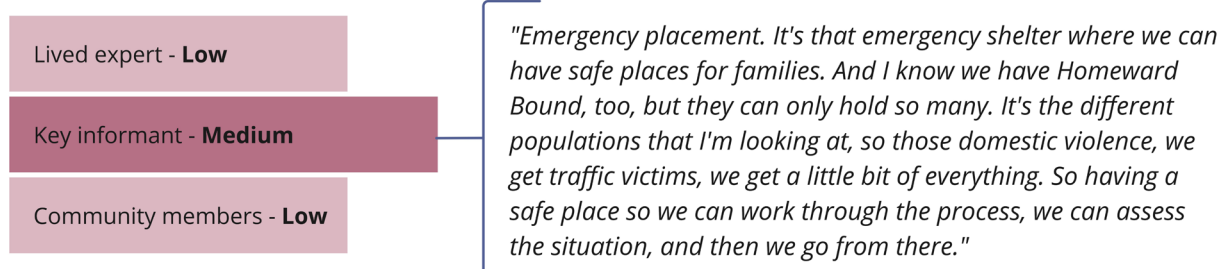 Lived expert - Low
Key informant - Medium
Community members - Low
"Emergency placement. It's that emergency shelter where we can
have safe places for families. And I know we have Homeward
Bound, too, but they can only hold so many. It's the different
populations that I'm looking at, so those domestic violence, we
get traffic victims, we get a little bit of everything. So having a
safe place so we can work through the process, we can assess
the situation, and then we go from there."